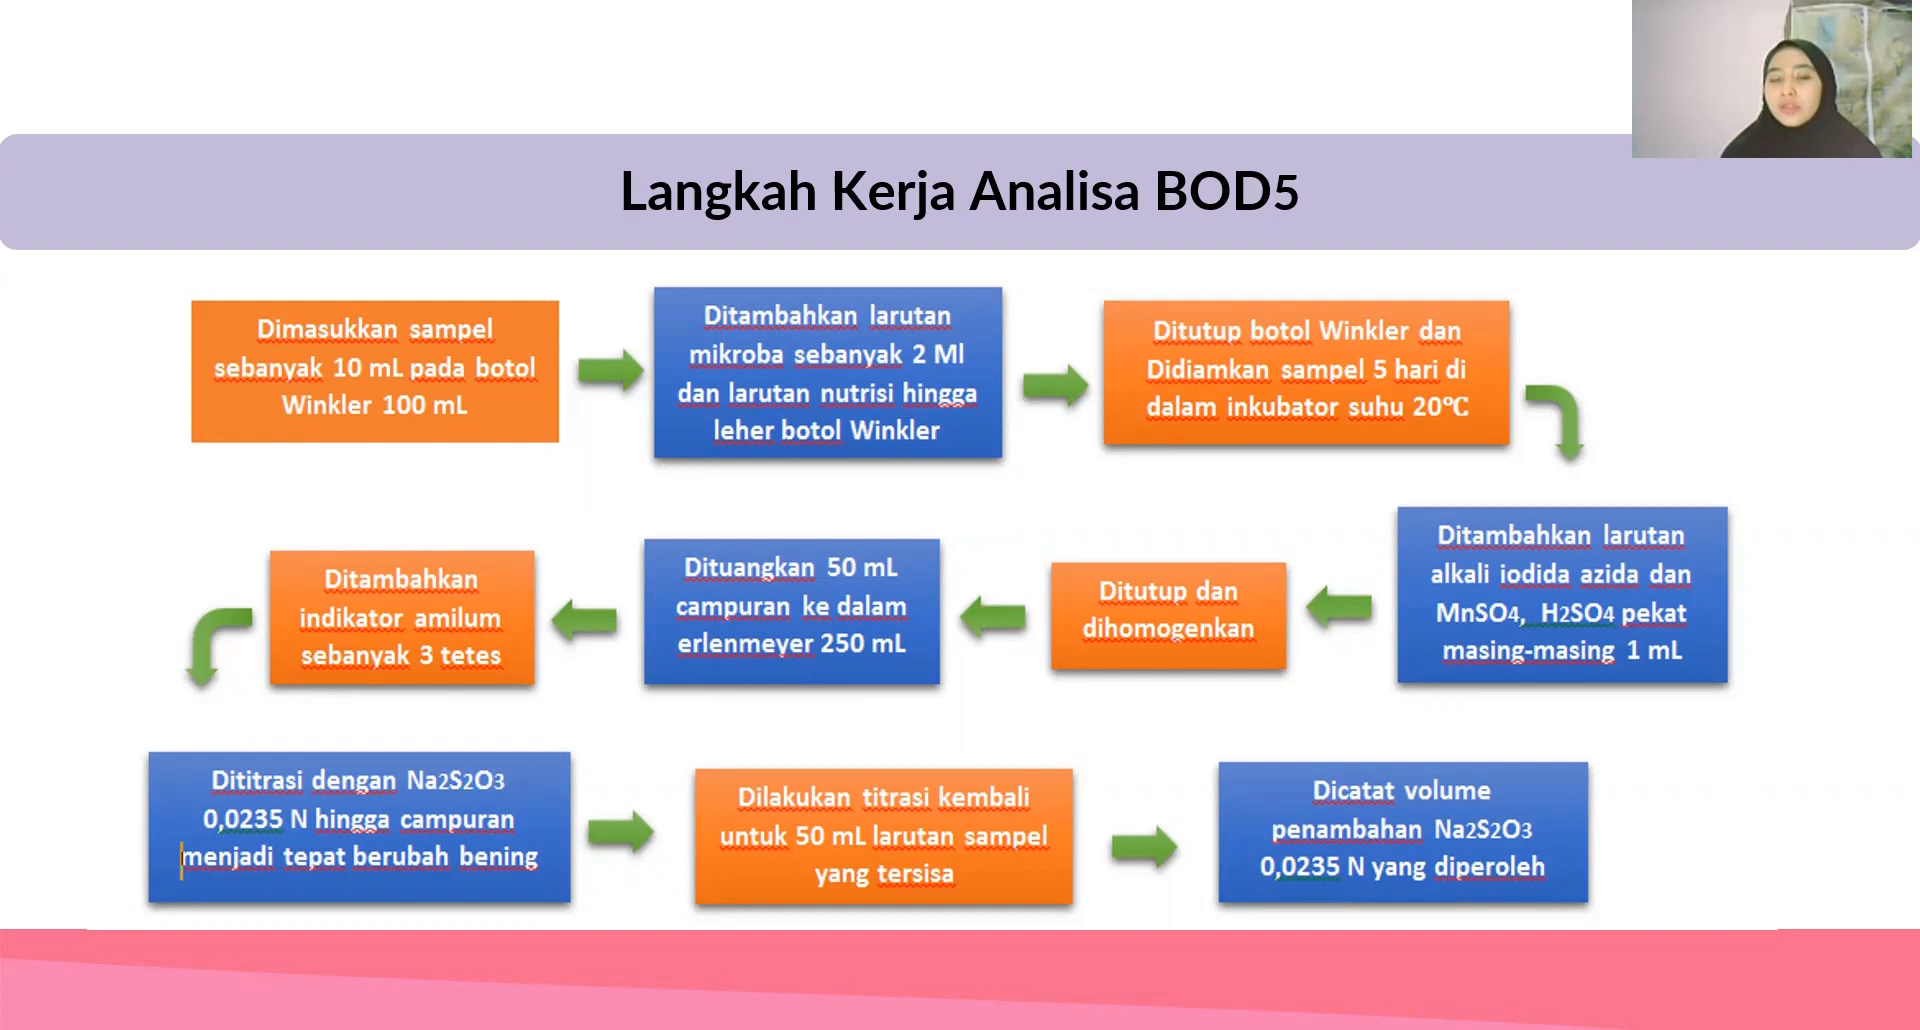 Langkah Kerja Analisa BOD5
Dimasukkan sampel
sebanyak 10 mL pada botol
Winkler 100 mL
Ditambahkan larutan
mikroba sebanyak 2 Ml
dan larutan nutrisi hingga
leher botol Winkler
Ditutup botol Winkler dan
Didiamkan sampel 5 hari di
dalam inkubator suhu 20℃
Ditambahkan larutan
alkali iodida azida dan
MnSO4, H2SO4 pekat
masing-masing 1 mL
Ditutup dan
dihomogenkan
Dituangkan 50 mL
campuran ke dalam
erlenmeyer 250 mL
Ditambahkan
indikator amilum
sebanyak 3 tetes
Dititrasi dengan Na2S2O3
0,0235 N hingga campuran
menjadi tepat berubah bening
Dilakukan titrasi kembali
untuk 50 mL larutan sampel
yang tersisa
Dicatat volume
penambahan Na2S2O3
0,0235 N yang diperoleh